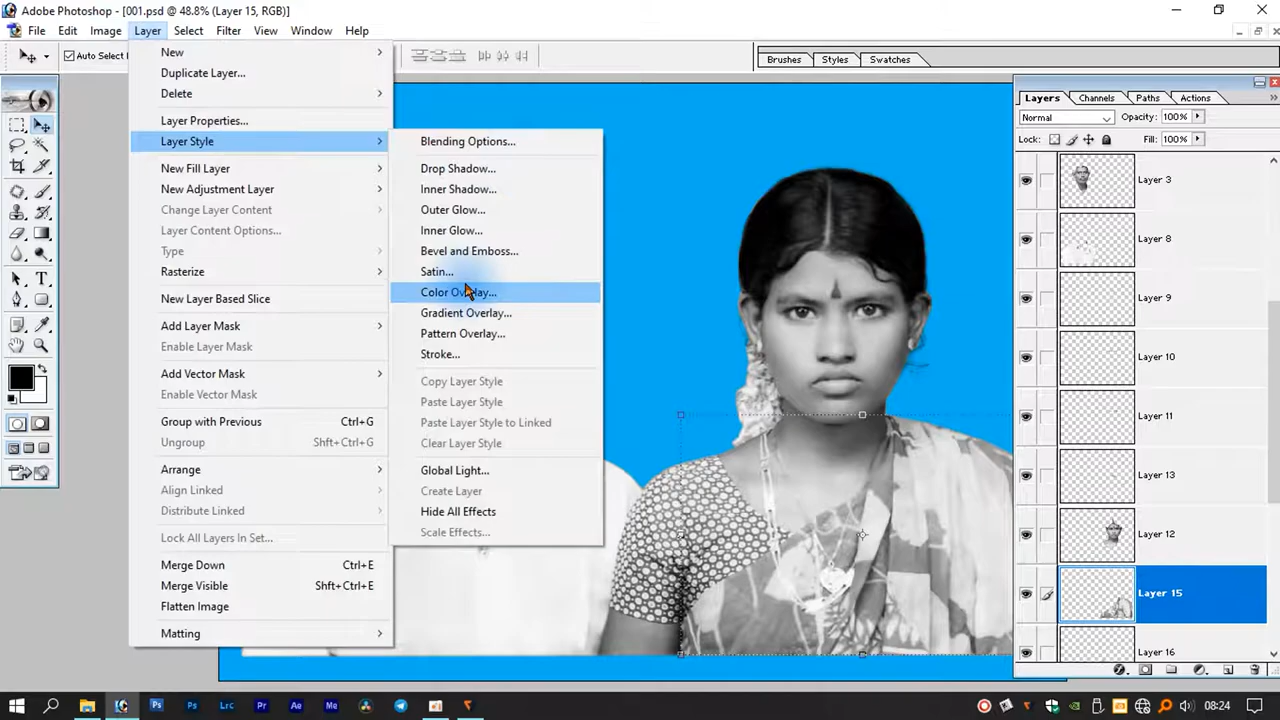 Adobe Photoshop - [001.psd @ 48.8% (Layer 15, RGB)]
File Edit Image Layer Select Filter View Window Help
Auto Select
Brushes Styles Swatches
New
Duplicate Layer...
Delete
Layer Properties...
Layer Style
New Fill Layer
New Adjustment Layer
Change Layer Content
Layer Content Options...
Type
Rasterize
New Layer Based Slice
Add Layer Mask
Enable Layer Mask
Add Vector Mask
Enable Vector Mask
Group with Previous Ctrl+G
Ungroup Shft+Ctrl+G
Arrange
Align Linked
Distribute Linked
Lock All Layers In Set...
Merge Down Ctrl+E
Merge Visible Shft+Ctrl+E
Flatten Image
Matting
Blending Options...
Drop Shadow...
Inner Shadow...
Outer Glow...
Inner Glow...
Bevel and Emboss...
Satin...
Color Overlay...
Gradient Overlay...
Pattern Overlay...
Stroke...
Copy Layer Style
Paste Layer Style
Paste Layer Style to Linked
Clear Layer Style
Global Light...
Create Layer
Hide All Effects
Scale Effects...
Layers Channels Paths Actions
Normal Opacity: 100%
Lock: Fill: 100%
Layer 3
Layer 8
Layer 9
Layer 10
Layer 11
Layer 13
Layer 12
Layer 15
Layer 16
T
Ps Ps Lrc Pr Ae Me
08:24